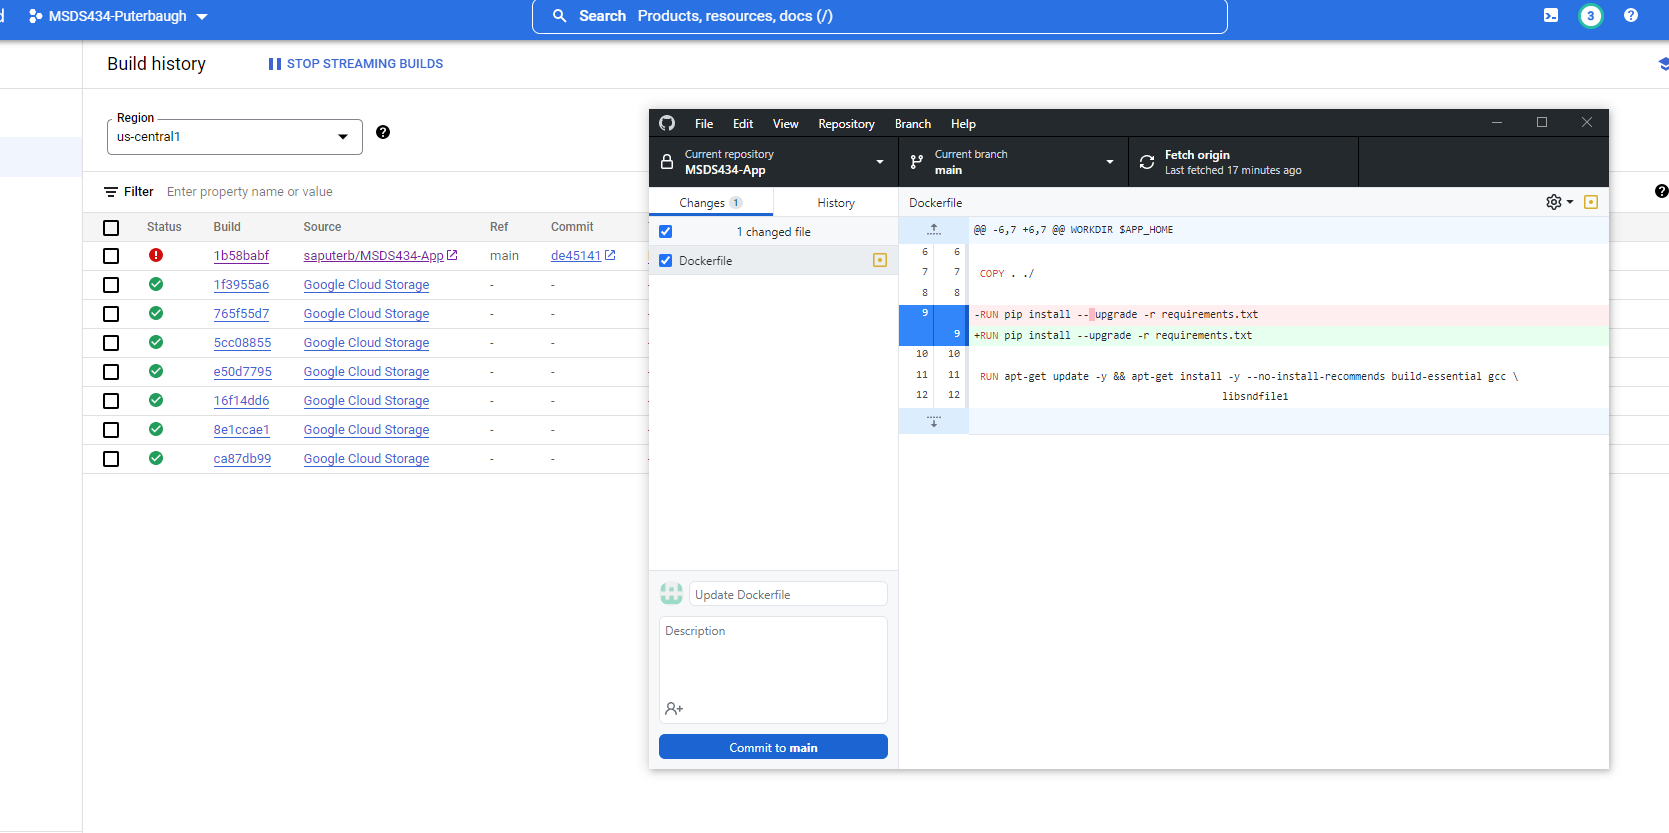 MSDS434-Puterbaugh
Search Products, resources, docs (/)
3
Build history
STOP STREAMING BUILDS
Region
us-central1
Filter Enter property name or value
Status Build Source Ref Commit
1b58babf saputerb/MSDS434-App main de45141
1f3955a6 Google Cloud Storage - -
765f55d7 Google Cloud Storage - -
5cc08855 Google Cloud Storage - -
e50d7795 Google Cloud Storage - -
16f14dd6 Google Cloud Storage - -
8e1ccae1 Google Cloud Storage - -
ca87db99 Google Cloud Storage - -
File Edit View Repository Branch Help
Current repository
MSDS434-App
Current branch
main
Fetch origin
Last fetched 17 minutes ago
Changes 1 History
1 changed file
Dockerfile
Dockerfile
@@ -6,7 +6,7 @@ WORKDIR $APP_HOME
6 6
7 7 COPY . ./
8 8
9 -RUN pip install -- upgrade -r requirements.txt
9 +RUN pip install --upgrade -r requirements.txt
10 10
11 11 RUN apt-get update -y && apt-get install -y --no-install-recommends build-essential gcc \
12 12 libsndfile1
Update Dockerfile
Description
Commit to main